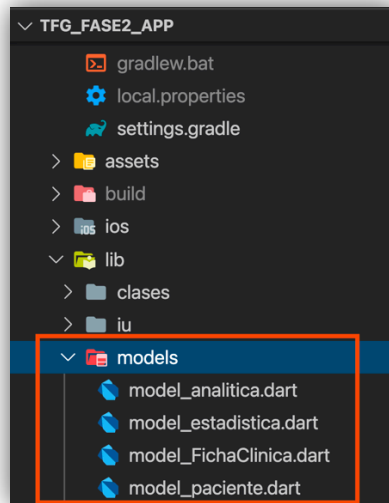 TFG_FASE2_APP
gradlew.bat
local.properties
settings.gradle
assets
build
iOS
ios
lib
clases
iu
models
model_analitica.dart
model_estadistica.dart
model_FichaClinica.dart
model_paciente.dart